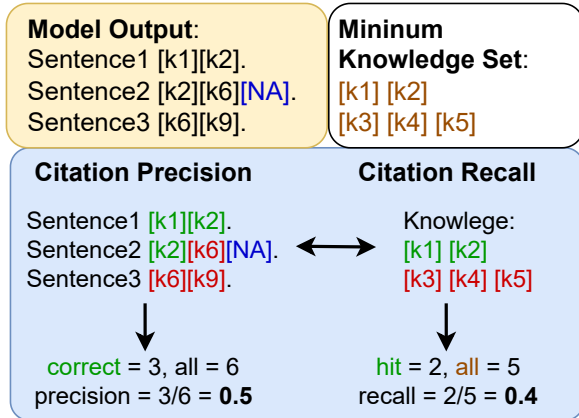 Model Output:
Sentence1 [k1][k2].
Sentence2 [k2][k6][NA].
Sentence3 [k6][k9].
Mininum
Knowledge Set:
[k1] [k2]
[k3] [k4] [k5]
Citation Precision
Sentence1 [k1][k2].
Sentence2 [k2][k6][NA].
Sentence3 [k6][k9].
correct = 3, all = 6
precision = 3/6 = 0.5
Citation Recall
Knowlege:
[k1] [k2]
[k3] [k4] [k5]
hit = 2, all = 5
recall = 2/5 = 0.4